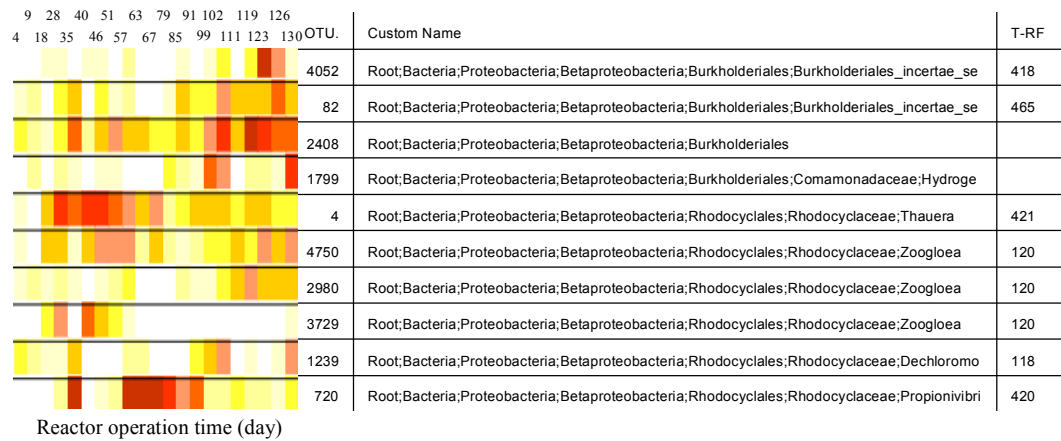 9 28 40 51 63 79 91 102 119 126
4 18 35 46 57 67 85 99 111 123 130 OTU. Custom Name T-RF
4052 Root;Bacteria;Proteobacteria;Betaproteobacteria;Burkholderiales;Burkholderiales_incertae_se 418
82 Root;Bacteria;Proteobacteria;Betaproteobacteria;Burkholderiales;Burkholderiales_incertae_se 465
2408 Root;Bacteria;Proteobacteria;Betaproteobacteria;Burkholderiales
1799 Root;Bacteria;Proteobacteria;Betaproteobacteria;Burkholderiales;Comamonadaceae;Hydroge
4 Root;Bacteria;Proteobacteria;Betaproteobacteria;Rhodocyclales;Rhodocyclaceae;Thauera 421
4750 Root;Bacteria;Proteobacteria;Betaproteobacteria;Rhodocyclales;Rhodocyclaceae;Zoogloea 120
2980 Root;Bacteria;Proteobacteria;Betaproteobacteria;Rhodocyclales;Rhodocyclaceae;Zoogloea 120
3729 Root;Bacteria;Proteobacteria;Betaproteobacteria;Rhodocyclales;Rhodocyclaceae;Zoogloea 120
1239 Root;Bacteria;Proteobacteria;Betaproteobacteria;Rhodocyclales;Rhodocyclaceae;Dechloromo 118
720 Root;Bacteria;Proteobacteria;Betaproteobacteria;Rhodocyclales;Rhodocyclaceae;Propionivibri 420
Reactor operation time (day)